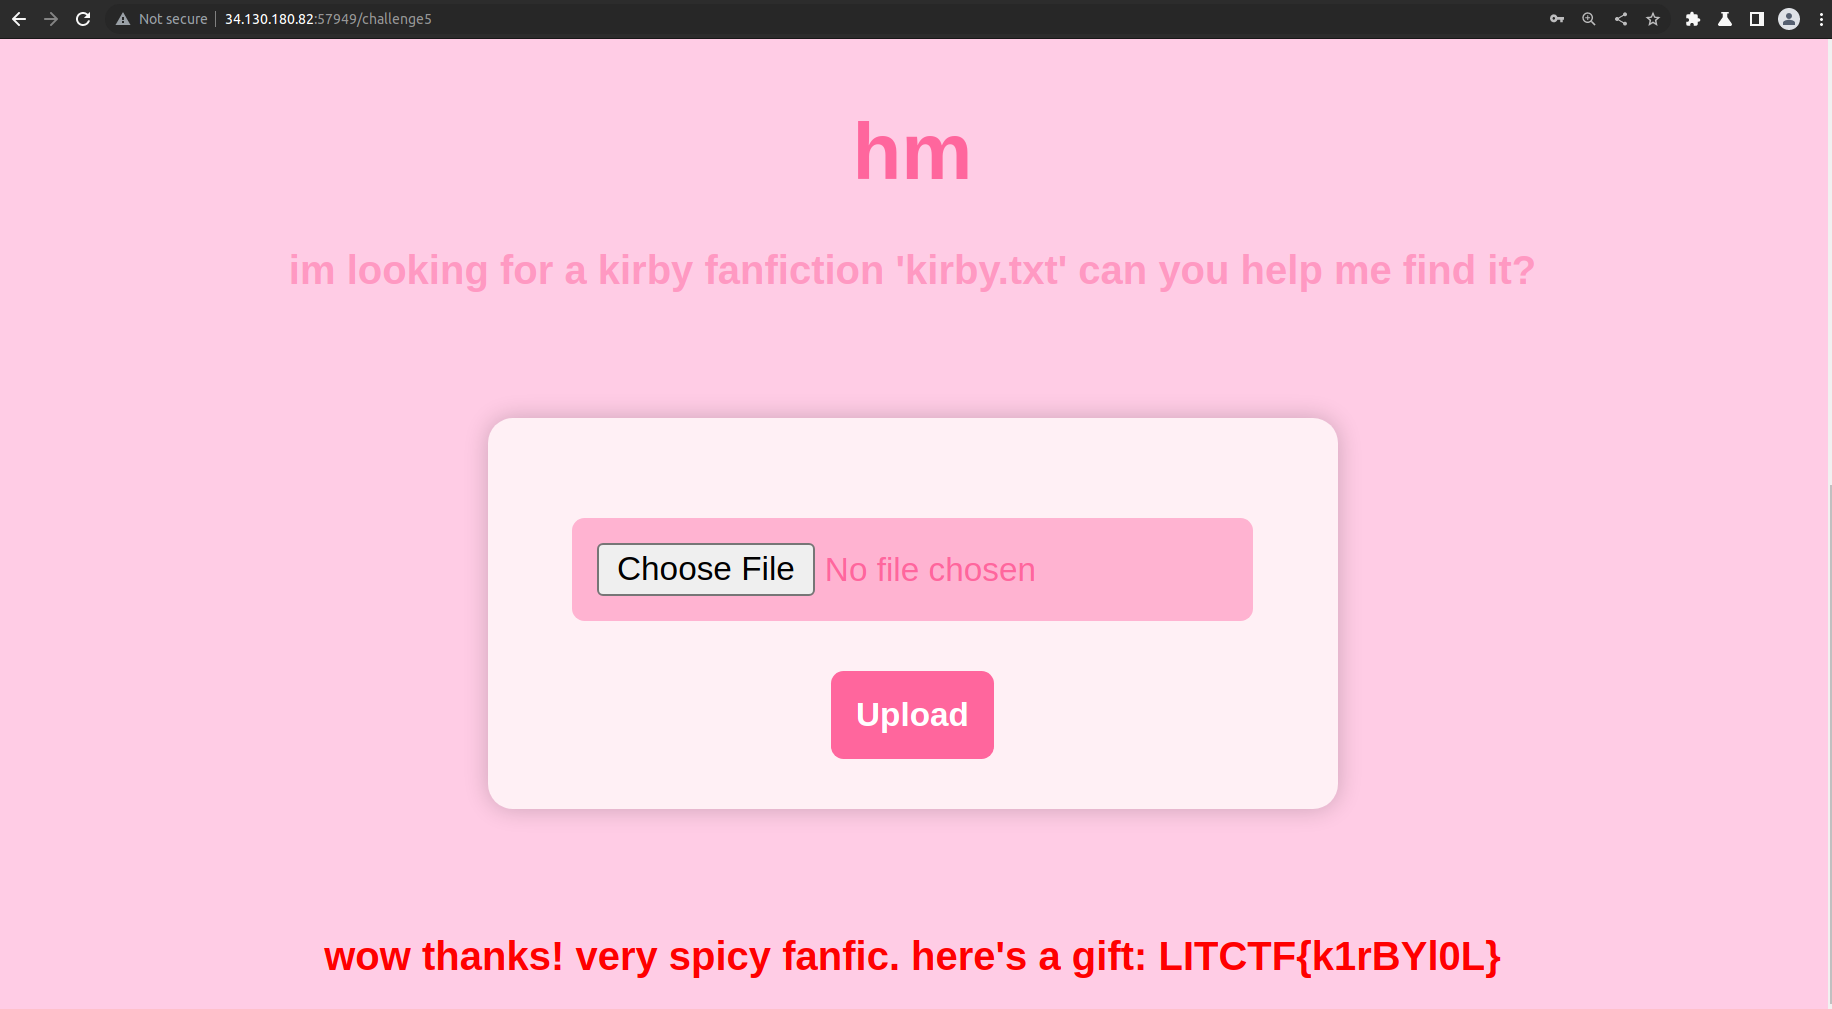 Not secure 34.130.180.82:57949/challenge5
hm
im looking for a kirby fanfiction 'kirby.txt' can you help me find it?
Choose File No file chosen
Upload
wow thanks! very spicy fanfic. here's a gift: LITCTF{k1rBYl0L}